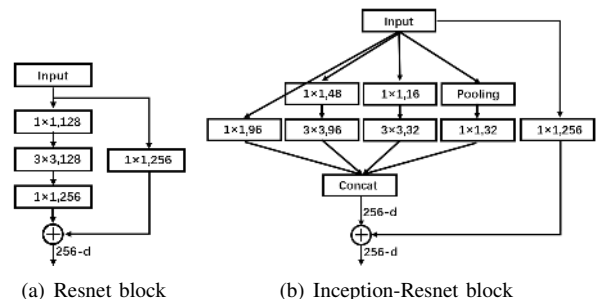 Input
1×1,128
3×3,128
1×1,256
1×1,256
256-d
(a) Resnet block
Input
1×1,48 1×1,16 Pooling
1×1,96 3×3,96 3×3,32 1×1,32 1×1,256
Concat
256-d
256-d
(b) Inception-Resnet block